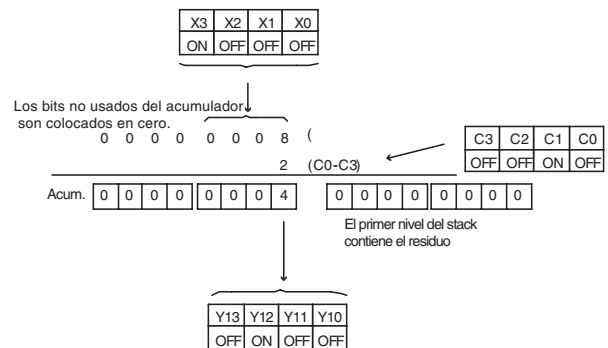 X3 X2 X1 X0
ON OFF OFF OFF
Los bits no usados del acumulador
son colocados en cero.
0 0 0 0 0 0 0 8 (
C3 C2 C1 C0
OFF OFF ON OFF
2 (C0-C3)
Acum. 0 0 0 0 0 0 0 4 0 0 0 0 0 0 0 0
El primer nivel del stack
contiene el residuo
Y13 Y12 Y11 Y10
OFF ON OFF OFF